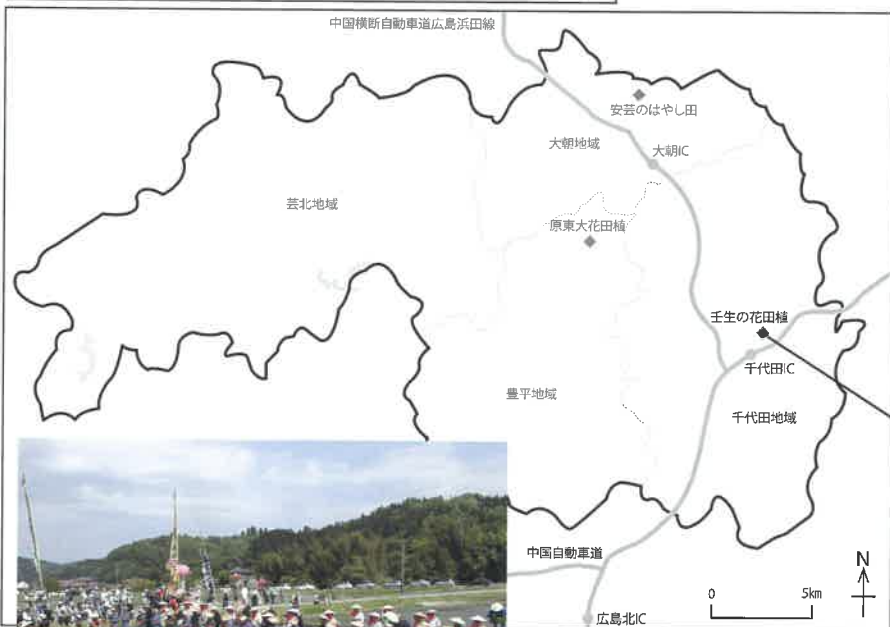 中国横断自動車道広島浜田線
安芸のはやし田
大朝地域
大朝IC
芸北地域
原東大花田植
壬生の花田植
千代田IC
豊平地域
千代田地域
中国自動車道
広島北IC
0
5km
N